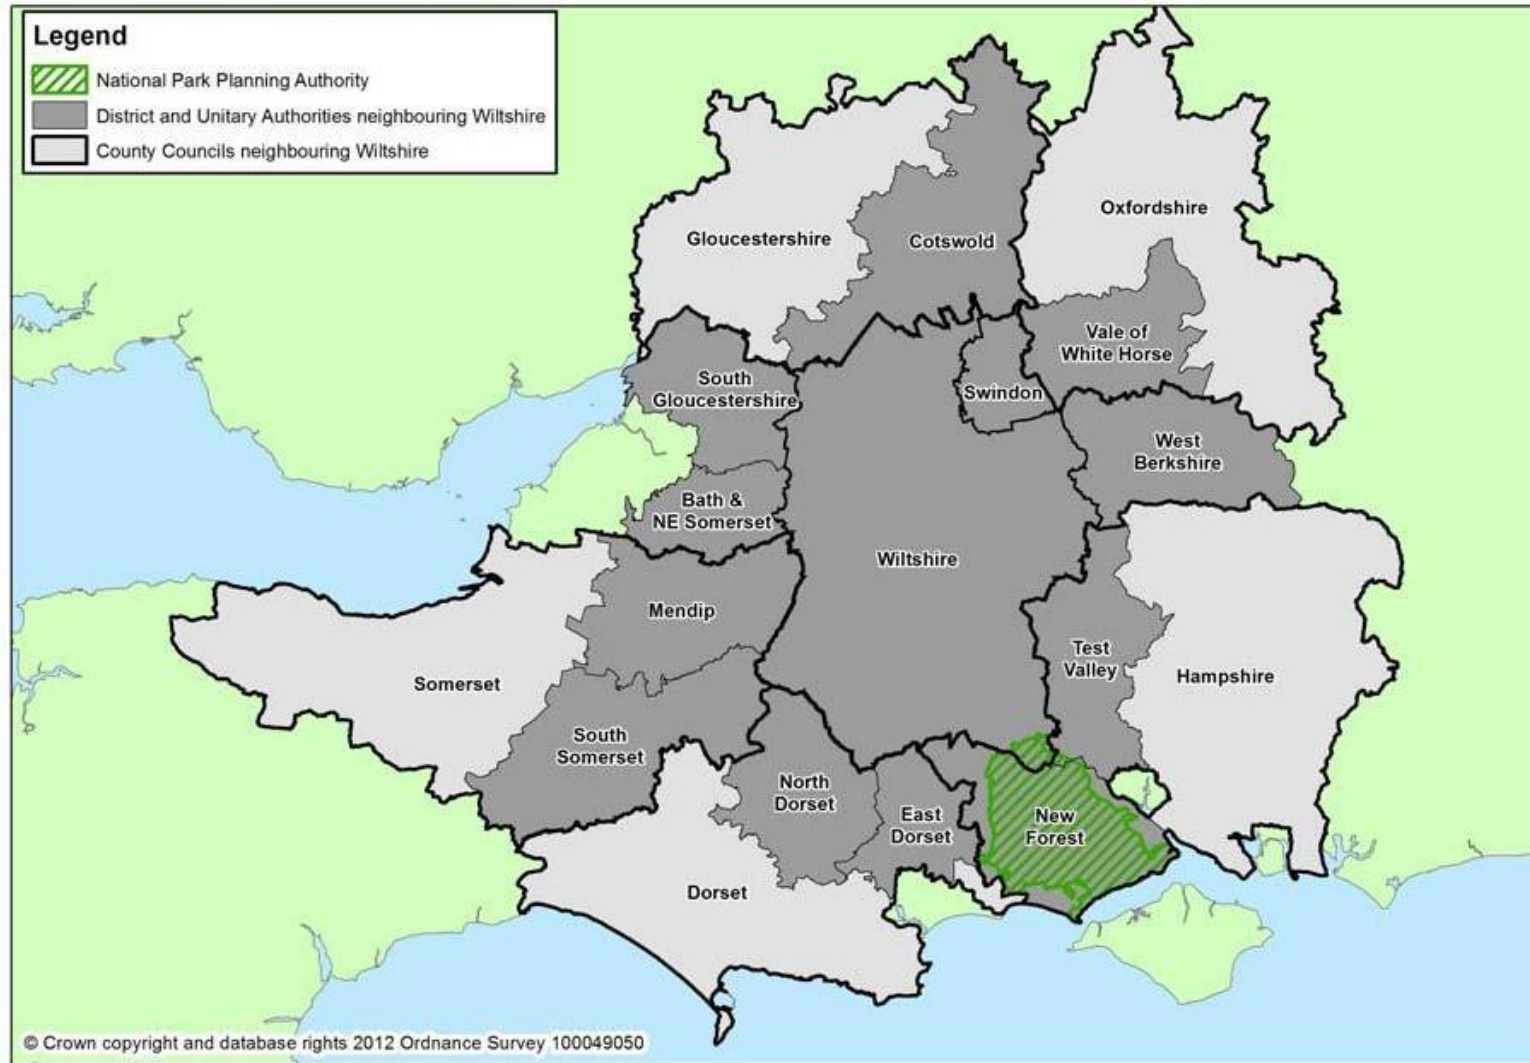 Legend
National Park Planning Authority
District and Unitary Authorities neighbouring Wiltshire
County Councils neighbouring Wiltshire
Oxfordshire
Gloucestershire
Cotswold
Vale of
White Horse
South
Gloucestershire
Swindon
West
Berkshire
Bath &
NE Somerset
Wiltshire
Mendip
Test
Valley
Hampshire
Somerset
South
Somerset
North
Dorset
East
Dorset
New
Forest
Dorset
© Crown copyright and database rights 2012 Ordnance Survey 100049050